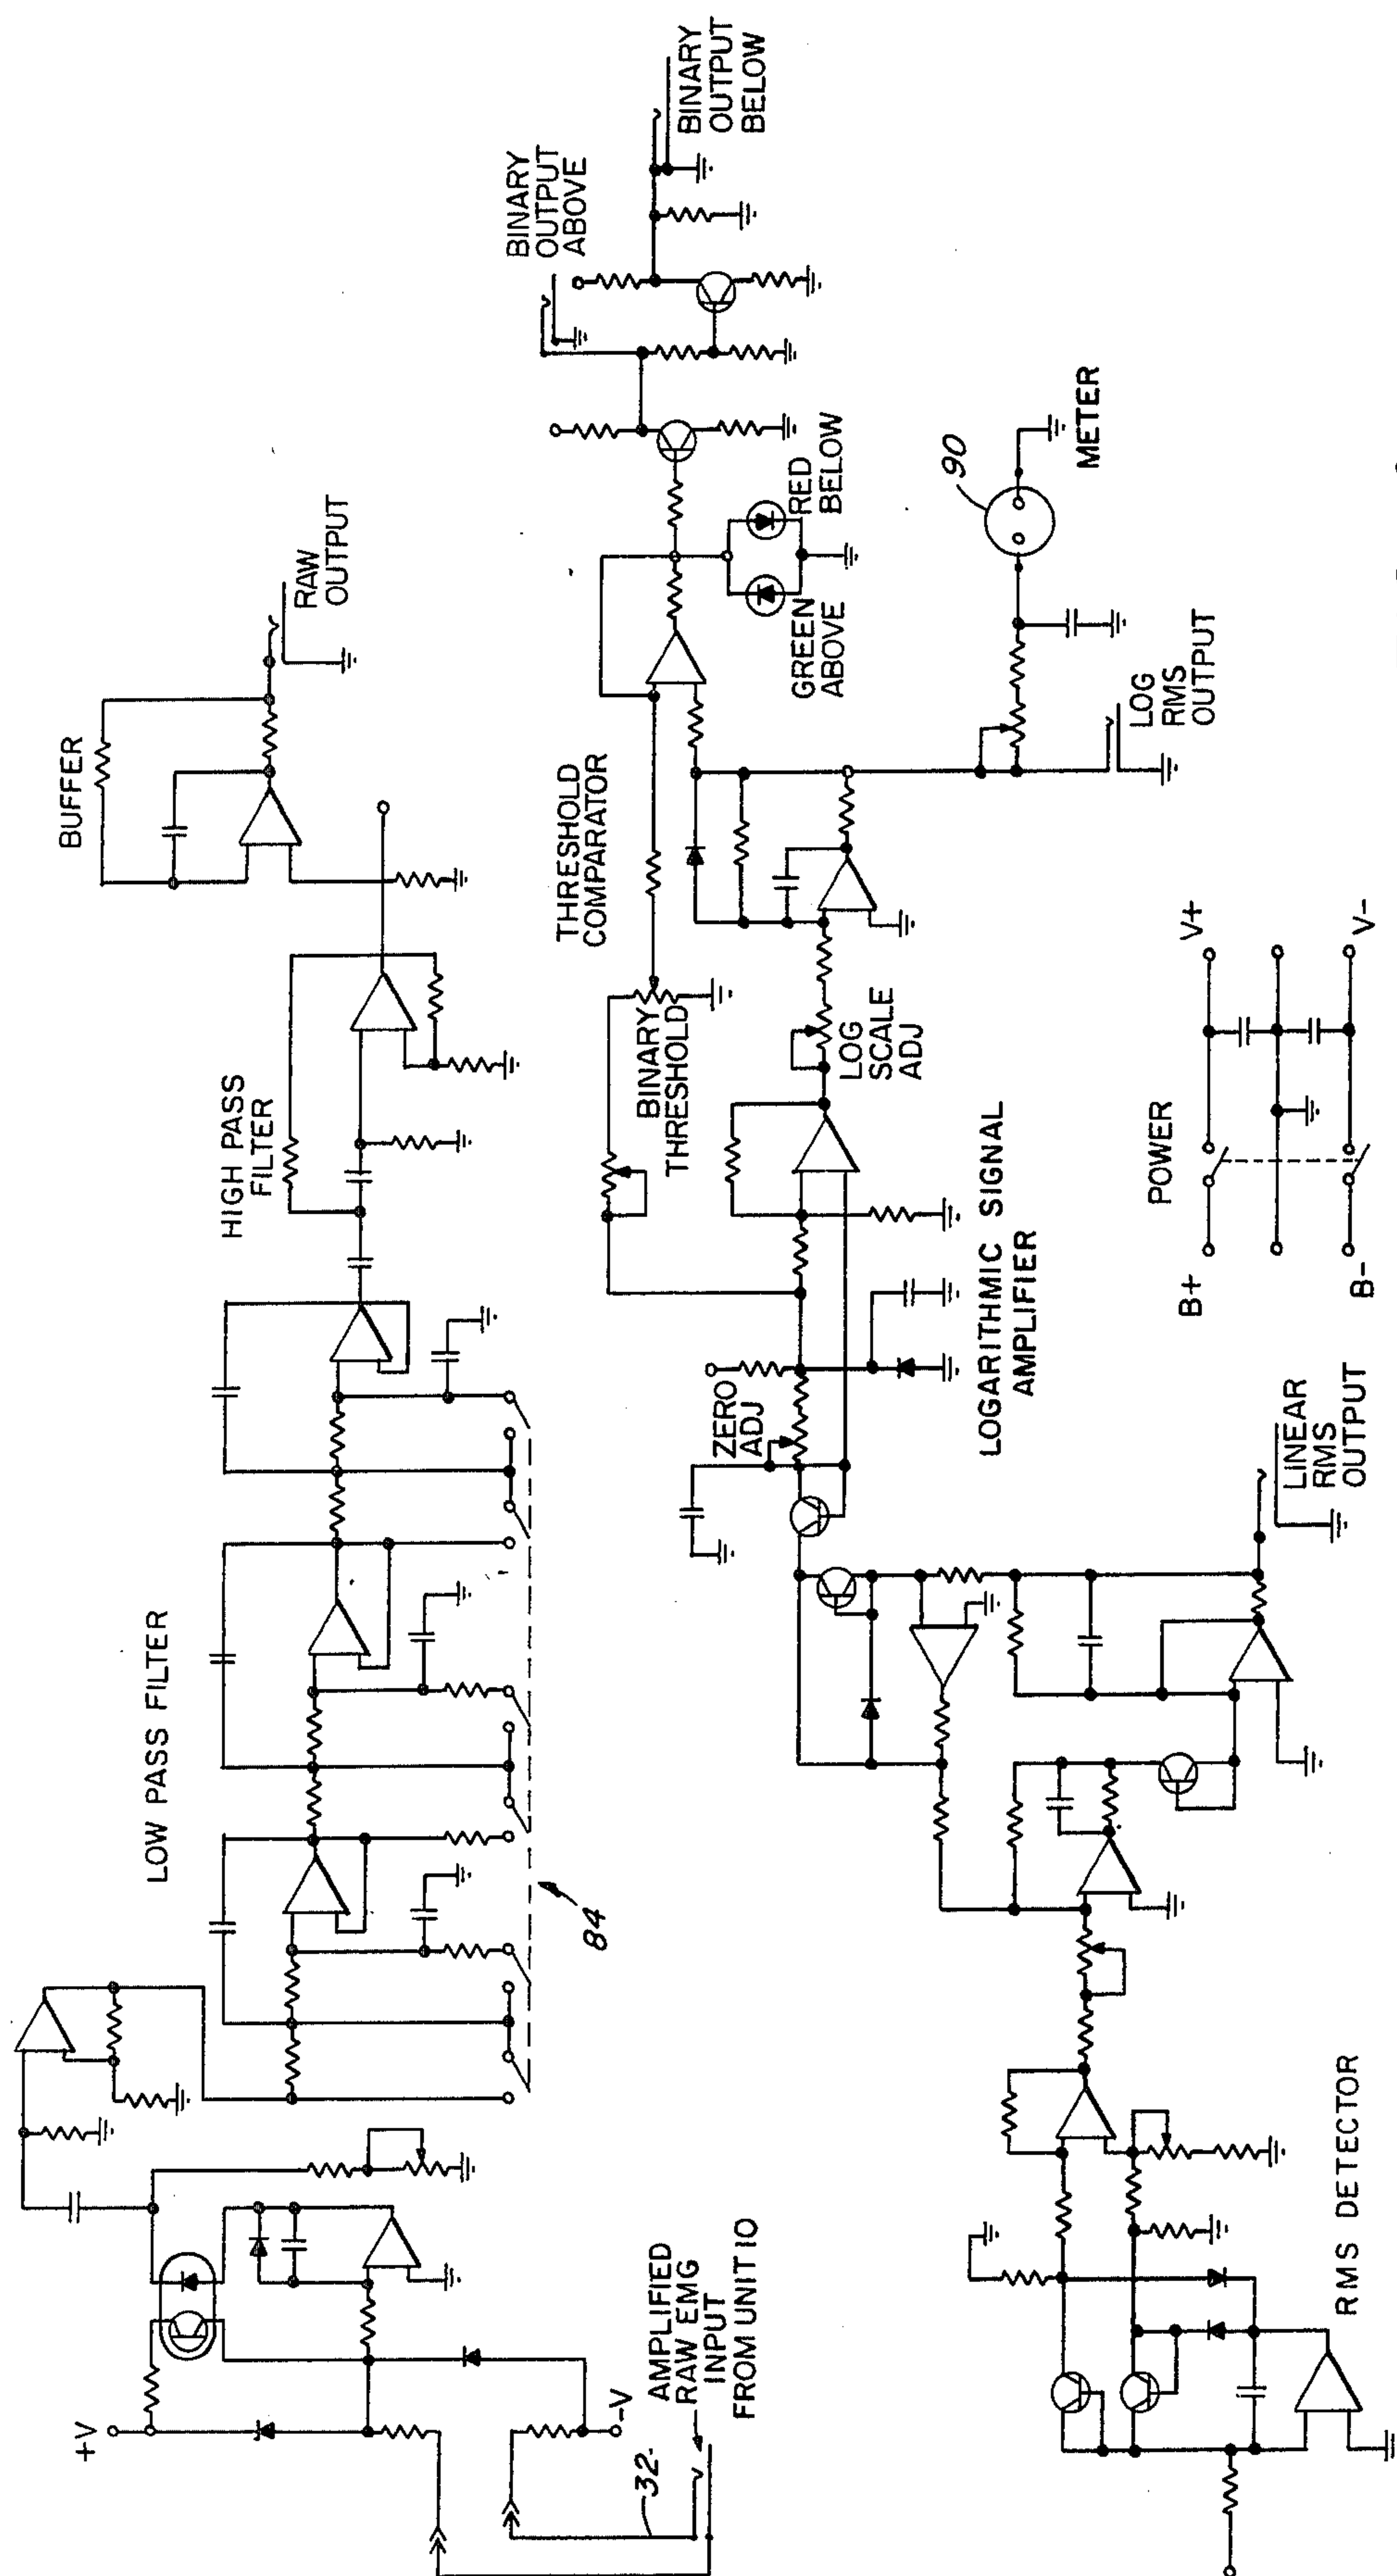 LOW PASS FILTER
HIGH PASS
FILTER
BUFFER
RAW
OUTPUT
84
+V
-V
32
AMPLIFIED
RAW EMG
INPUT
FROM UNIT 10
THRESHOLD
COMPARATOR
BINARY
THRESHOLD
GREEN
ABOVE
RED
BELOW
BINARY
OUTPUT
ABOVE
BINARY
OUTPUT
BELOW
ZERO
ADJ
LOG
SCALE
ADJ
LOGARITHMIC SIGNAL
AMPLIFIER
90
METER
LOG
RMS
OUTPUT
LINEAR
RMS
OUTPUT
RMS DETECTOR
POWER
B+
V+
B-
V-